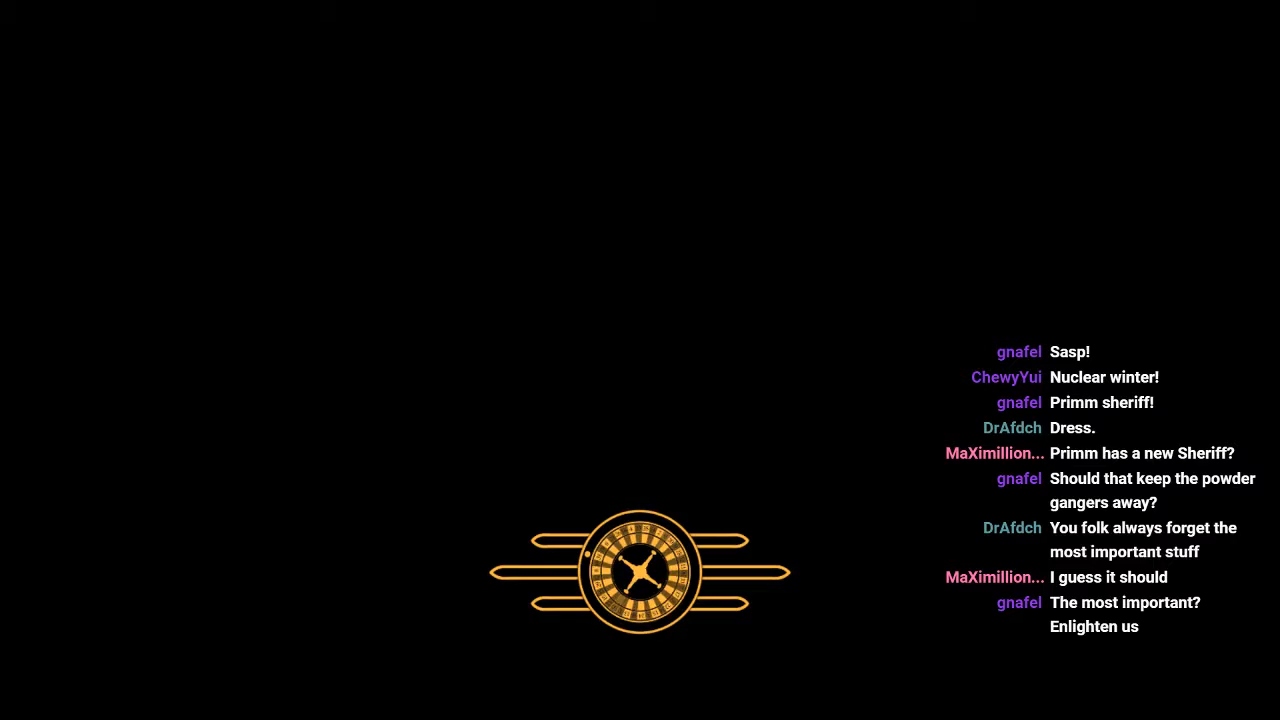 gnafel Sasp!
ChewyYui Nuclear winter!
gnafel Primm sheriff!
DrAfdch Dress.
MaXimillion... Primm has a new Sheriff?
gnafel Should that keep the powder
gangers away?
DrAfdch You folk always forget the
most important stuff
MaXimillion... I guess it should
gnafel The most important?
Enlighten us